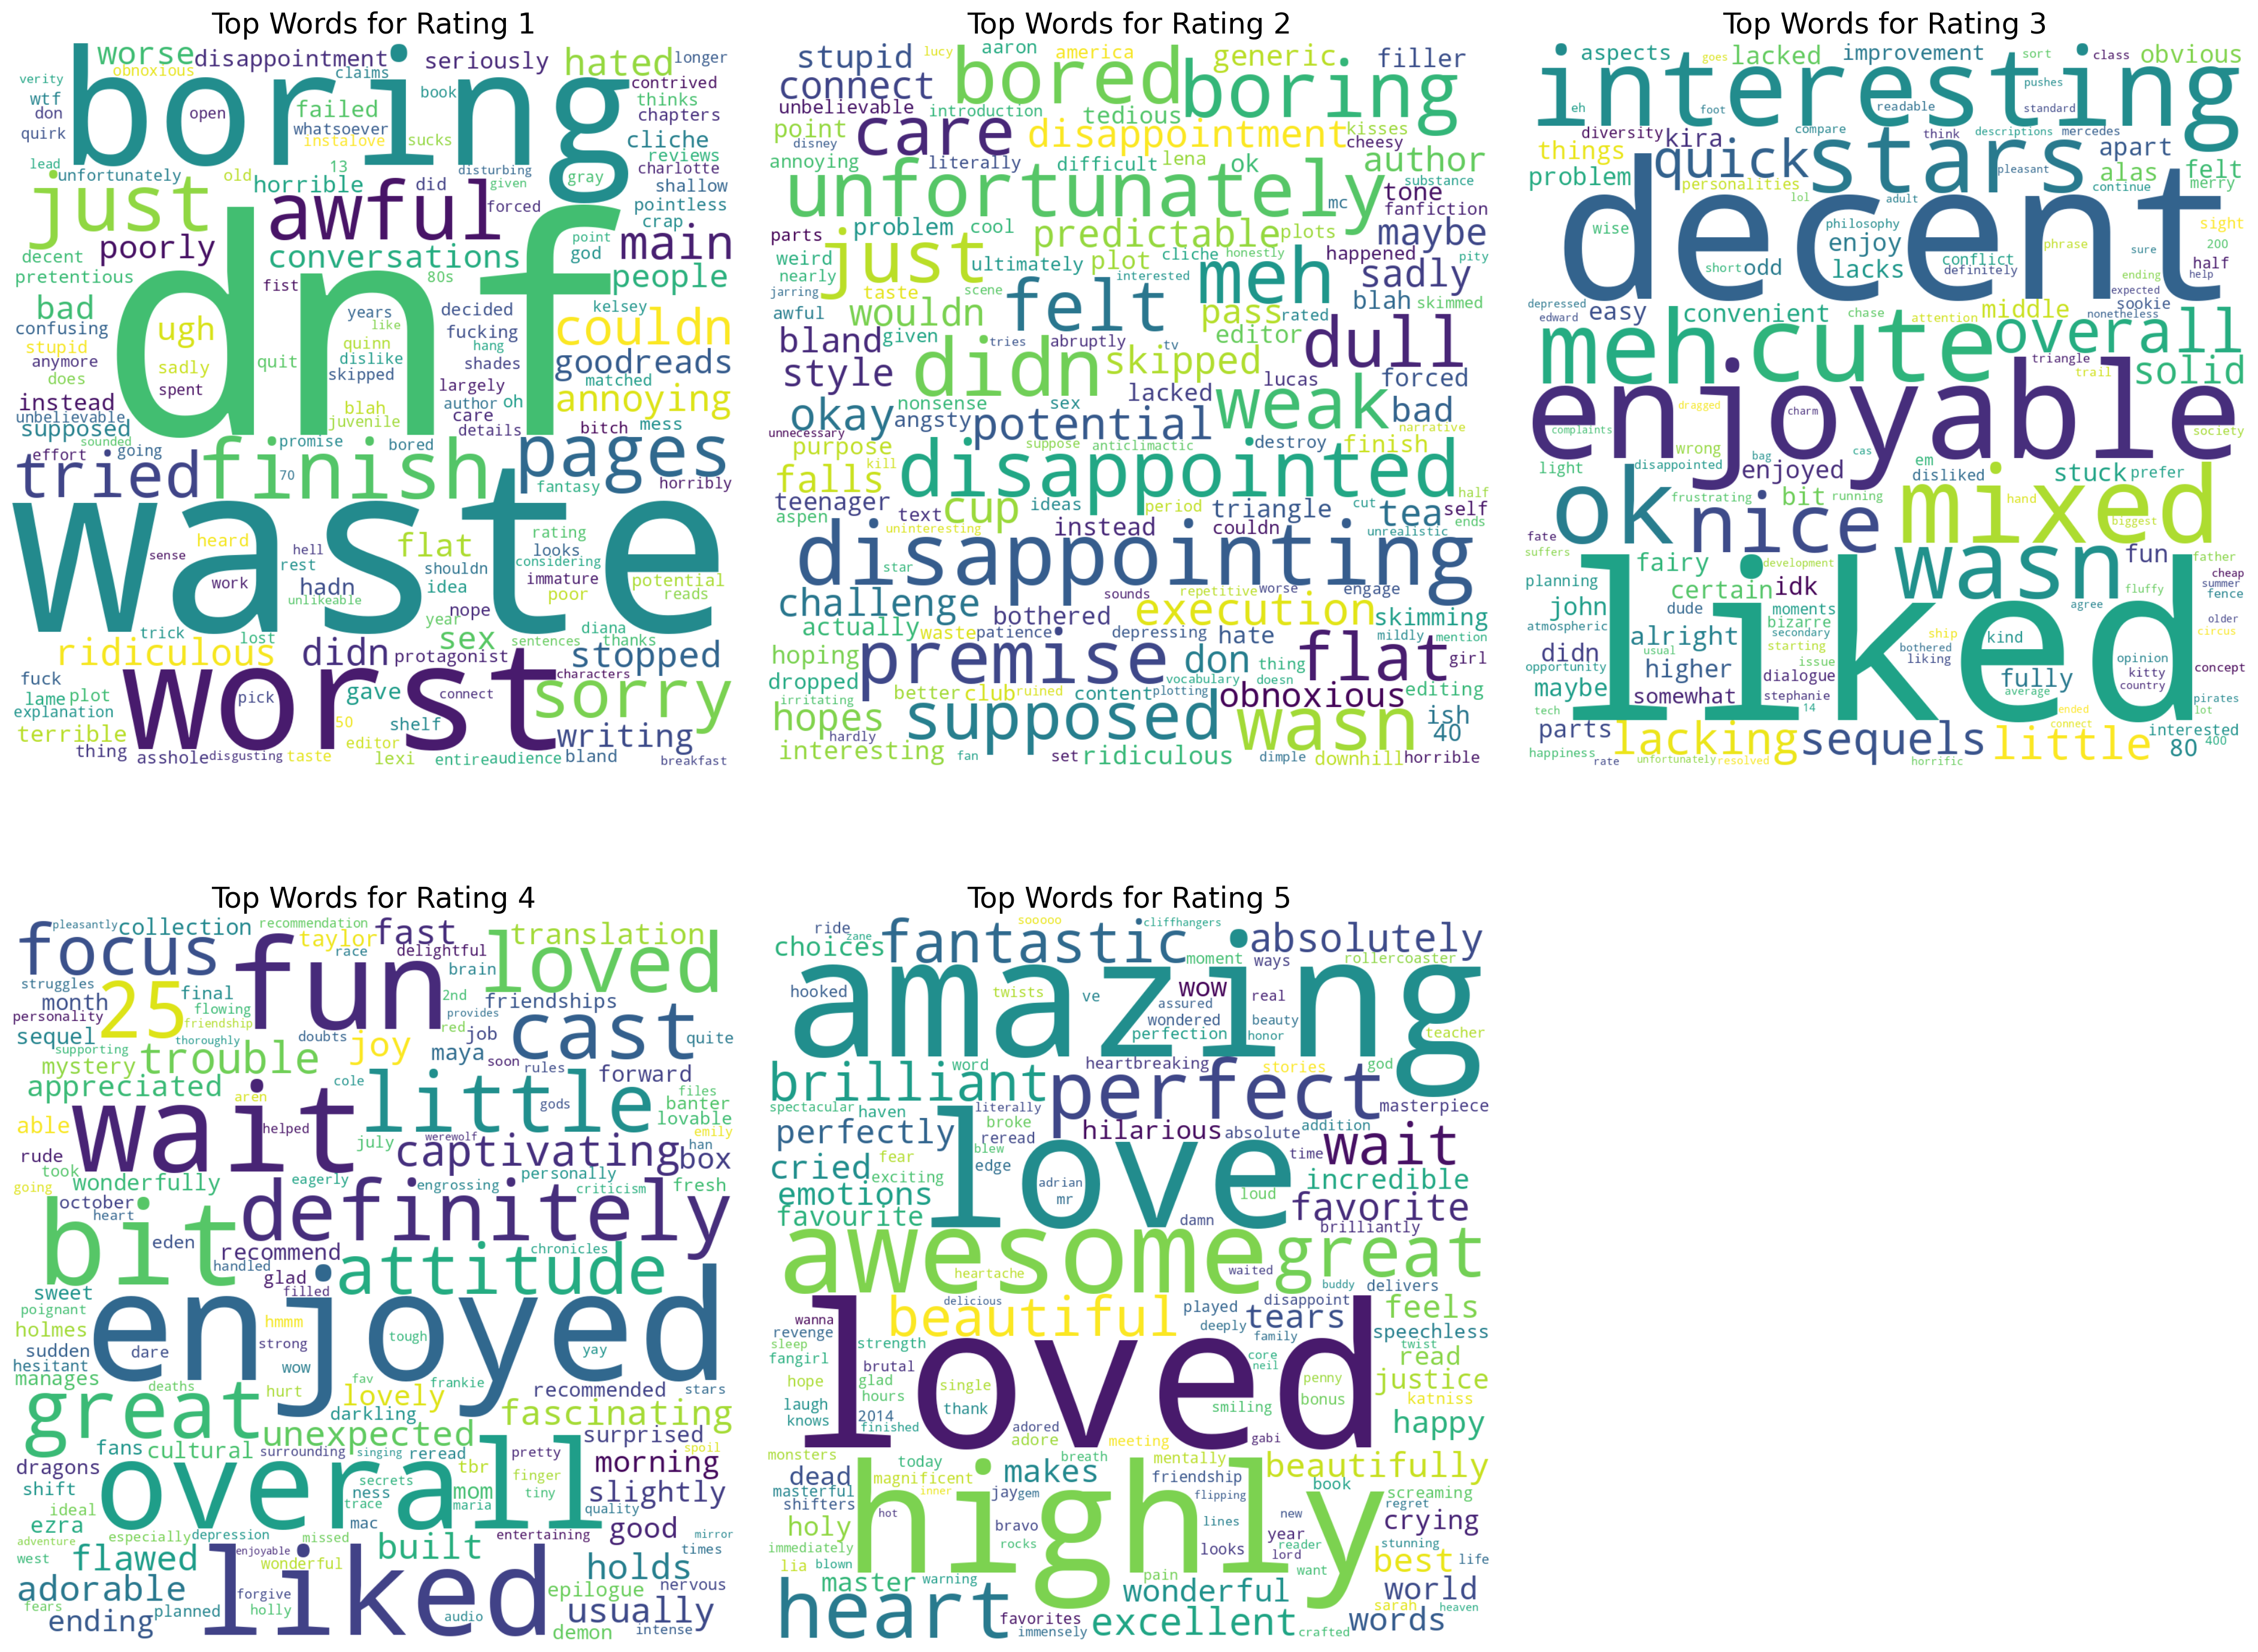 Top Words for Rating 1
worse disappointment seriously hated longer
obnoxious claims
verity boring book contrived
wtf failed thinks
don open chapters
quirk whatsoever cliche
instalove sucks reviews
lead 13 disturbing charlotte
unfortunately old did given gray shallow
just horrible awful forced pointless
crap
poorly point main
decent conversations god
pretentious 80s people
fist
bad dnf years decided kelsey
confusing ugh like fucking couldn
stupid quinn hang
anymore sadly quit dislike shades goodreads
does spent skipped matched
instead largely annoying
unbelievable blah author oh
supposed juvenile care bitch mess
sounded going promise bored details
effort pages
tried finish 70 fantasy horribly
waste heard hell flat rating
sense rest looks
considering
work hadn shouldn immature potential
unlikeable idea poor reads
nope
trick lost year sex sentences diana
ridiculous didn protagonist thanks stopped
fuck worst characters
lame plot pick gave connect sorry
explanation 50 shelf
terrible editor writing
thing asshole disgusting taste lexi entire audience bland breakfast
Top Words for Rating 2
stupid lucy aaron america generic filler
connect bored boring
unbelievable introduction tedious
point care disappointment kisses
disney cheesy
annoying literally difficult lena ok author
unfortunately substance
tone
mc fanfiction
parts problem cool predictable plots maybe
weird just ultimately plot cliche honestly happened
nearly interested meh sadly pity
jarring taste scene felt
awful wouldn pass rated blah skimmed
bland given tries abruptly tv editor dull
style didn skipped lucas forced
lacked
okay nonsense sex weak bad
angsty potential
unnecessary suppose anticlimactic destroy finish narrative
purpose
falls kill disappointed half
teenager text cup ideas period triangle cut tea self
aspen uninteresting instead couldn unrealistic ends
disappointing
star
challenge sounds repetitive worse engage
bothered execution skimming
actually waste patience depressing hate mildly mention
hoping premise don thing flat girl
dropped better club ruined content vocabulary doesn
irritating plotting obnoxious editing
hopes supposed wasn ish
hardly 40
interesting fan set ridiculous dimple downhill horrible
Top Words for Rating 3
aspects goes lacked improvement sort class obvious
interesting pushes
eh foot readable standard
diversity kira compare think descriptions mercedes
things quick stars apart
problem personalities pleasant alas felt
lol adult continue merry
decent philosophy sight
wise enjoy phrase sure 200
short odd lacks conflict half
definitely ending help
expected
depressed easy convenient chase attention middle sookie
edward nonetheless
meh cute overall
triangle solid
trail
enjoyable
dragged charm
complaints wrong society
light disappointed bag cas em
enjoyed disliked stuck prefer
ok frustrating bit running mixed
nice hand
biggest
fate wasn
suffers fairy development fun father
planning certain idk fluffy cheap
summer
john dude moments agree fence
atmospheric alright bizarre ship kind older
secondary circus
didn usual starting bothered
opportunity higher issue liking opinion concept
liked dialogue fully kitty
maybe somewhat stephanie average country pirates
tech 14 ended lot
parts lacking sequels connect little interested
80 400
happiness rate unfortunately resolved horrific
Top Words for Rating 4
pleasantly collection recommendation fast translation
focus taylor
race delightful
fun brain loved
struggles final
month 25 flowing 2nd friendships
personality friendship provides cast
sequel doubts red job quite
supporting thoroughly joy
mystery trouble maya soon rules
appreciated cole forward files
wait little banter
able aren gods lovable
helped emily
rude july werewolf han
took captivating box
going wonderfully eagerly engrossing personally criticism fresh
october definitely
heart
bit eden recommend chronicles
handled glad attitude
sweet filled
poignant enjoyed
holmes hmmm
sudden strong tough
dare wow yay
hesitant
manages deaths fav frankie
hurt lovely recommended stars
great darkling fascinating
unexpected surprised
fans cultural surrounding singing reread pretty spoil
dragons tbr morning
shift overall secrets finger
ness mom tiny slightly
ideal trace maria quality
ezra mac good
adventure especially depression missed entertaining mirror
west enjoyable built times
flawed wonderful holds
adorable liked epilogue nervous
forgive
fears planned holly audio usually
ending demon intense
Top Words for Rating 5
ride sooooo cliffhangers
zane fantastic absolutely
choices moment ways rollercoaster
amazing
hooked twists ve wow real
assured
wondered beauty teacher
perfection honor
word heartbreaking stories god
brilliant perfect
spectacular haven literally masterpiece
broke
perfectly reread hilarious absolute addition
blew time wait
cried fear edge
exciting incredible
emotions love adrian loud
mr favorite
favourite damn brilliantly
awesome great
heartache waited
buddy delivers
delicious disappoint
wanna beautiful played tears feels
revenge deeply family speechless
sleep strength core twist
fangirl brutal neil read
hope glad single penny justice
hours loved bonus katniss
laugh thank smiling
knows 2014 happy
finished adored
adore meeting gabi
monsters today breath mentally
dead makes friendship beautifully
magnificent book
masterful inner jay gem flipping screaming
shifters highly regret
holy hot bravo lines new crying
year
immediately rocks looks reader stunning
lia blown lord best life
pain want
master warning wonderful world
heart sarah heaven
favorites excellent words
immensely crafted